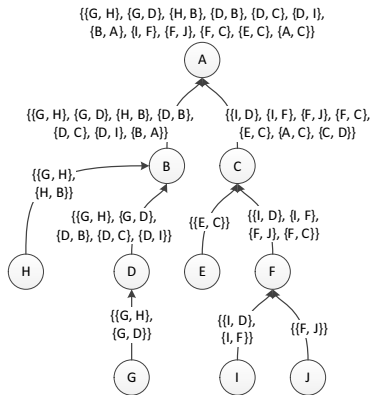 {{G, H}, {G, D}, {H, B}, {D, B}, {D, C}, {D, I},
{B, A}, {I, F}, {F, J}, {F, C}, {E, C}, {A, C}}
A
{{G, H}, {G, D}, {H, B}, {D, B},
{D, C}, {D, I}, {B, A}}
{{I, D}, {I, F}, {F, J}, {F, C},
{E, C}, {A, C}, {C, D}}
{{G, H},
{H, B}}
B
C
{{G, H}, {G, D},
{D, B}, {D, C}, {D, I}}
{{E, C}}
{{I, D}, {I, F},
{F, J}, {F, C}}
H
D
E
F
{{G, H},
{G, D}}
{{I, D},
{I, F}}
{{F, J}}
G
I
J